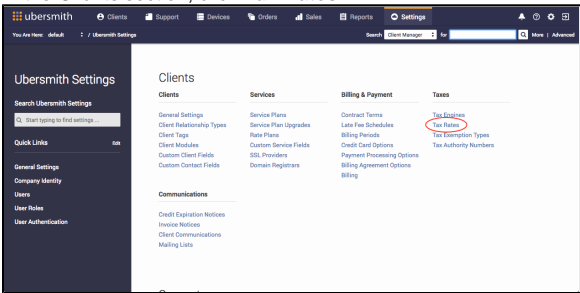 ubersmith Clients Support Devices Orders Sales Reports Settings
You Are Here: default / Ubersmith Settings Search Client Manager for More | Advanced
Ubersmith Settings
Search Ubersmith Settings
Start typing to find settings ...
Quick Links Edit
General Settings
Company Identity
Users
User Roles
User Authentication
Clients
Clients Services Billing & Payment Taxes
General Settings Service Plans Contract Terms Tax Engines
Client Relationship Types Service Plan Upgrades Late Fee Schedules Tax Rates
Client Tags Rate Plans Billing Periods Tax Exemption Types
Client Modules Custom Service Fields Credit Card Options Tax Authority Numbers
Custom Client Fields SSL Providers Payment Processing Options
Custom Contact Fields Domain Registrars Billing Agreement Options
Billing
Communications
Credit Expiration Notices
Invoice Notices
Client Communications
Mailing Lists